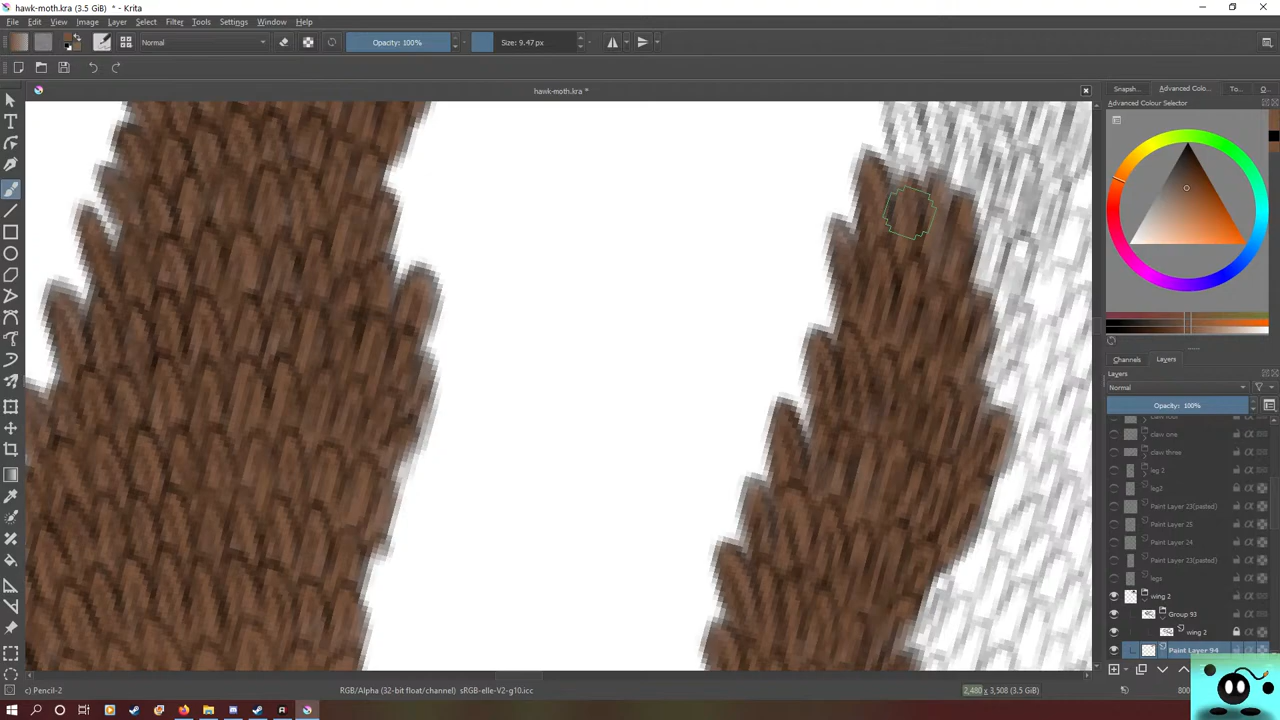 hawk-moth.kra (3.5 GiB) * - Krita
File Edit View Image Layer Select Filter Tools Settings Window Help
Normal Opacity: 100% Size: 9.47 px
hawk-moth.kra *
Snapsh... Advanced Colo... To... O...
Advanced Colour Selector
Channels Layers
Layers
Normal
Opacity: 100%
claw one
claw three
leg 2
leg2
Paint Layer 23(pasted)
Paint Layer 25
Paint Layer 24
Paint Layer 23(pasted)
legs
wing 2
Group 93
wing 2
Paint Layer 94
c) Pencil-2 RGB/Alpha (32-bit float/channel) sRGB-elle-V2-g10.icc 2,480 x 3,508 (3.5 GiB) 800